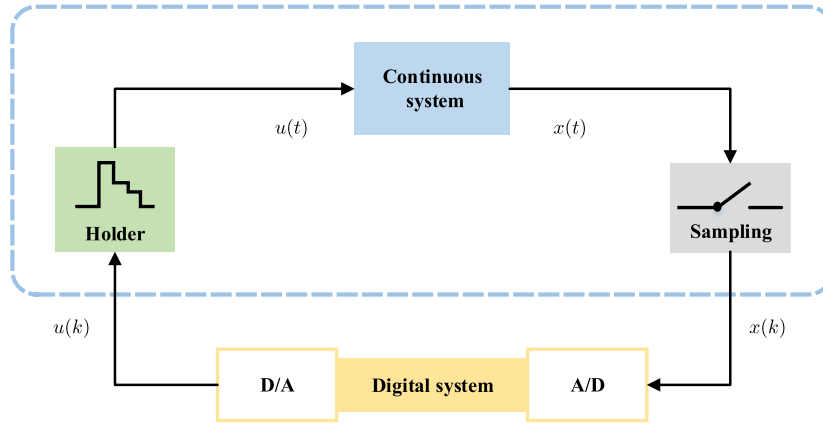 Continuous
system
u(t)
x(t)
Holder
Sampling
u(k)
x(k)
D/A
Digital system
A/D